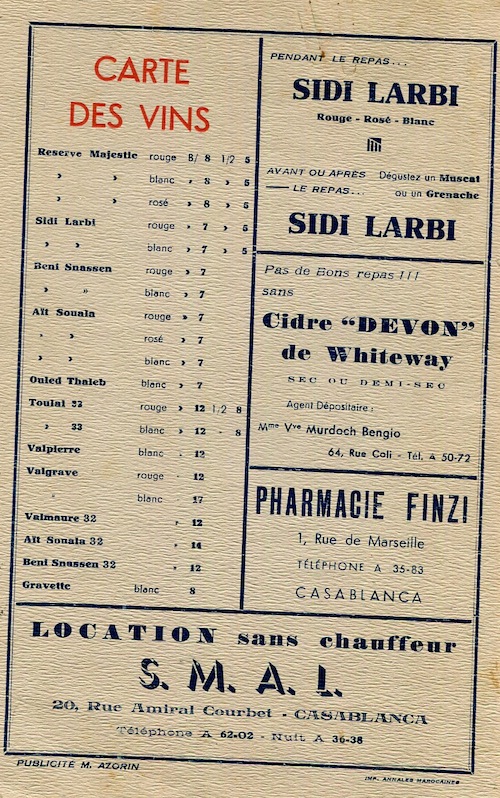 CARTE
DES VINS
Reserve Majestic rouge B/ 8 1/2 5
» » blanc » 8 » 5
» » rosé » 8 » 5
Sidi Larbi rouge » 7 » 5
» » blanc » 7 » 5
Beni Snassen rouge » 7
» » blanc » 7
Aït Souala rouge » 7
» » rosé » 7
» » blanc » 7
Ouled Thaleb blanc » 7
Toulal 32 rouge » 12 1/2 8
» 33 blanc » 12 - 8
Valpierre blanc - 12
Valgrave rouge - 12
" blanc - 17
Valmaure 32 » 12
Aït Souala 32 » 14
Beni Snassen 32 » 12
Gravette blanc 8
PENDANT LE REPAS...
SIDI LARBI
Rouge - Rosé - Blanc
AVANT OU APRÈS
LE REPAS...
Dégustez un Muscat
ou un Grenache
SIDI LARBI
Pas de Bons repas !!!
sans
Cidre "DEVON"
de Whiteway
SEC OU DEMI-SEC
Agent Dépositaire :
Mme Vve Murdoch Bengio
64, Rue Coli - Tél. A 50-72
PHARMACIE FINZI
1, Rue de Marseille
TÉLÉPHONE A 35-83
CASABLANCA
LOCATION sans chauffeur
S. M. A. L.
20, Rue Amiral Courbet - CASABLANCA
Téléphone A 62-02 - Nuit A 36-38
PUBLICITÉ M. AZORIN
IMP. ANNALES MAROCAINES